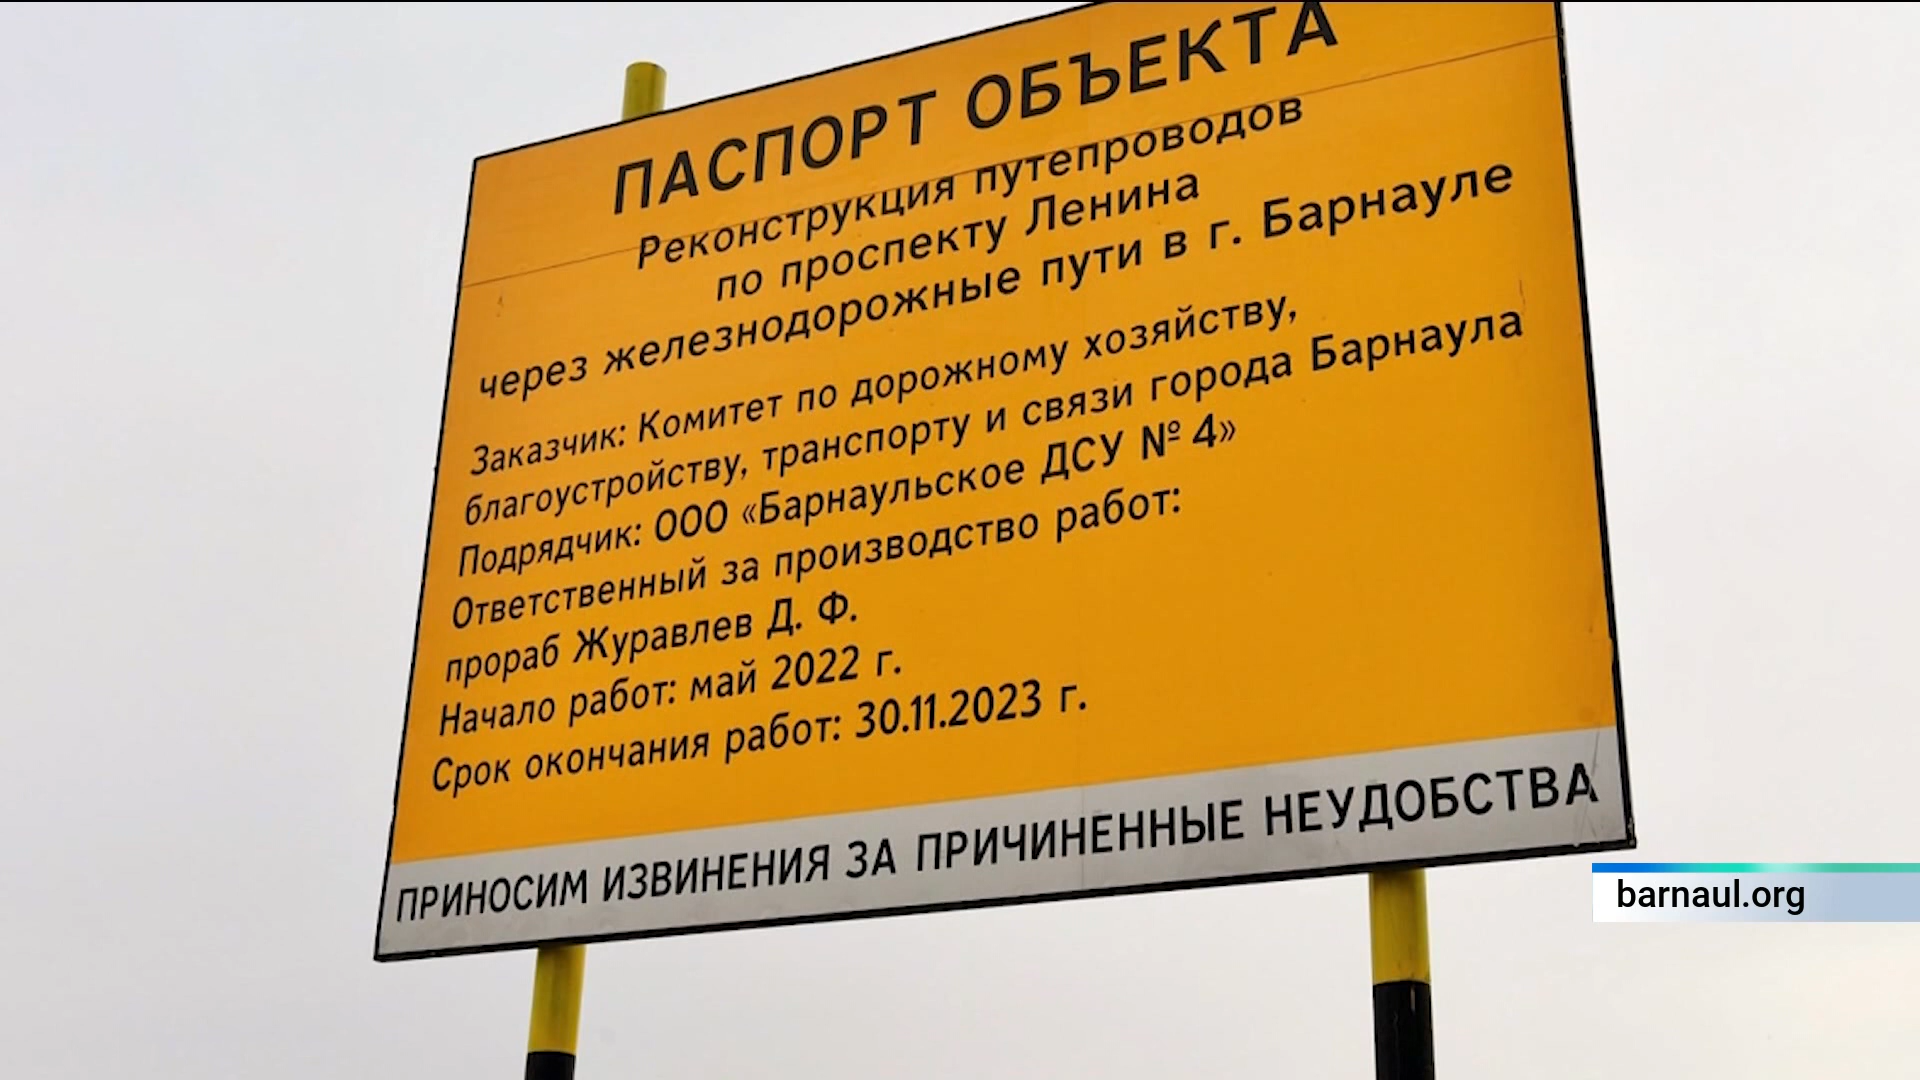 ПАСПОРТ ОБЪЕКТА
Реконструкция путепроводов
по проспекту Ленина
через железнодорожные пути в г. Барнауле
Заказчик: Комитет по дорожному хозяйству,
благоустройству, транспорту и связи города Барнаула
Подрядчик: ООО «Барнаульское ДСУ № 4»
Ответственный за производство работ:
прораб Журавлев Д. Ф.
Начало работ: май 2022 г.
Срок окончания работ: 30.11.2023 г.
ПРИНОСИМ ИЗВИНЕНИЯ ЗА ПРИЧИНЕННЫЕ НЕУДОБСТВА
barnaul.org